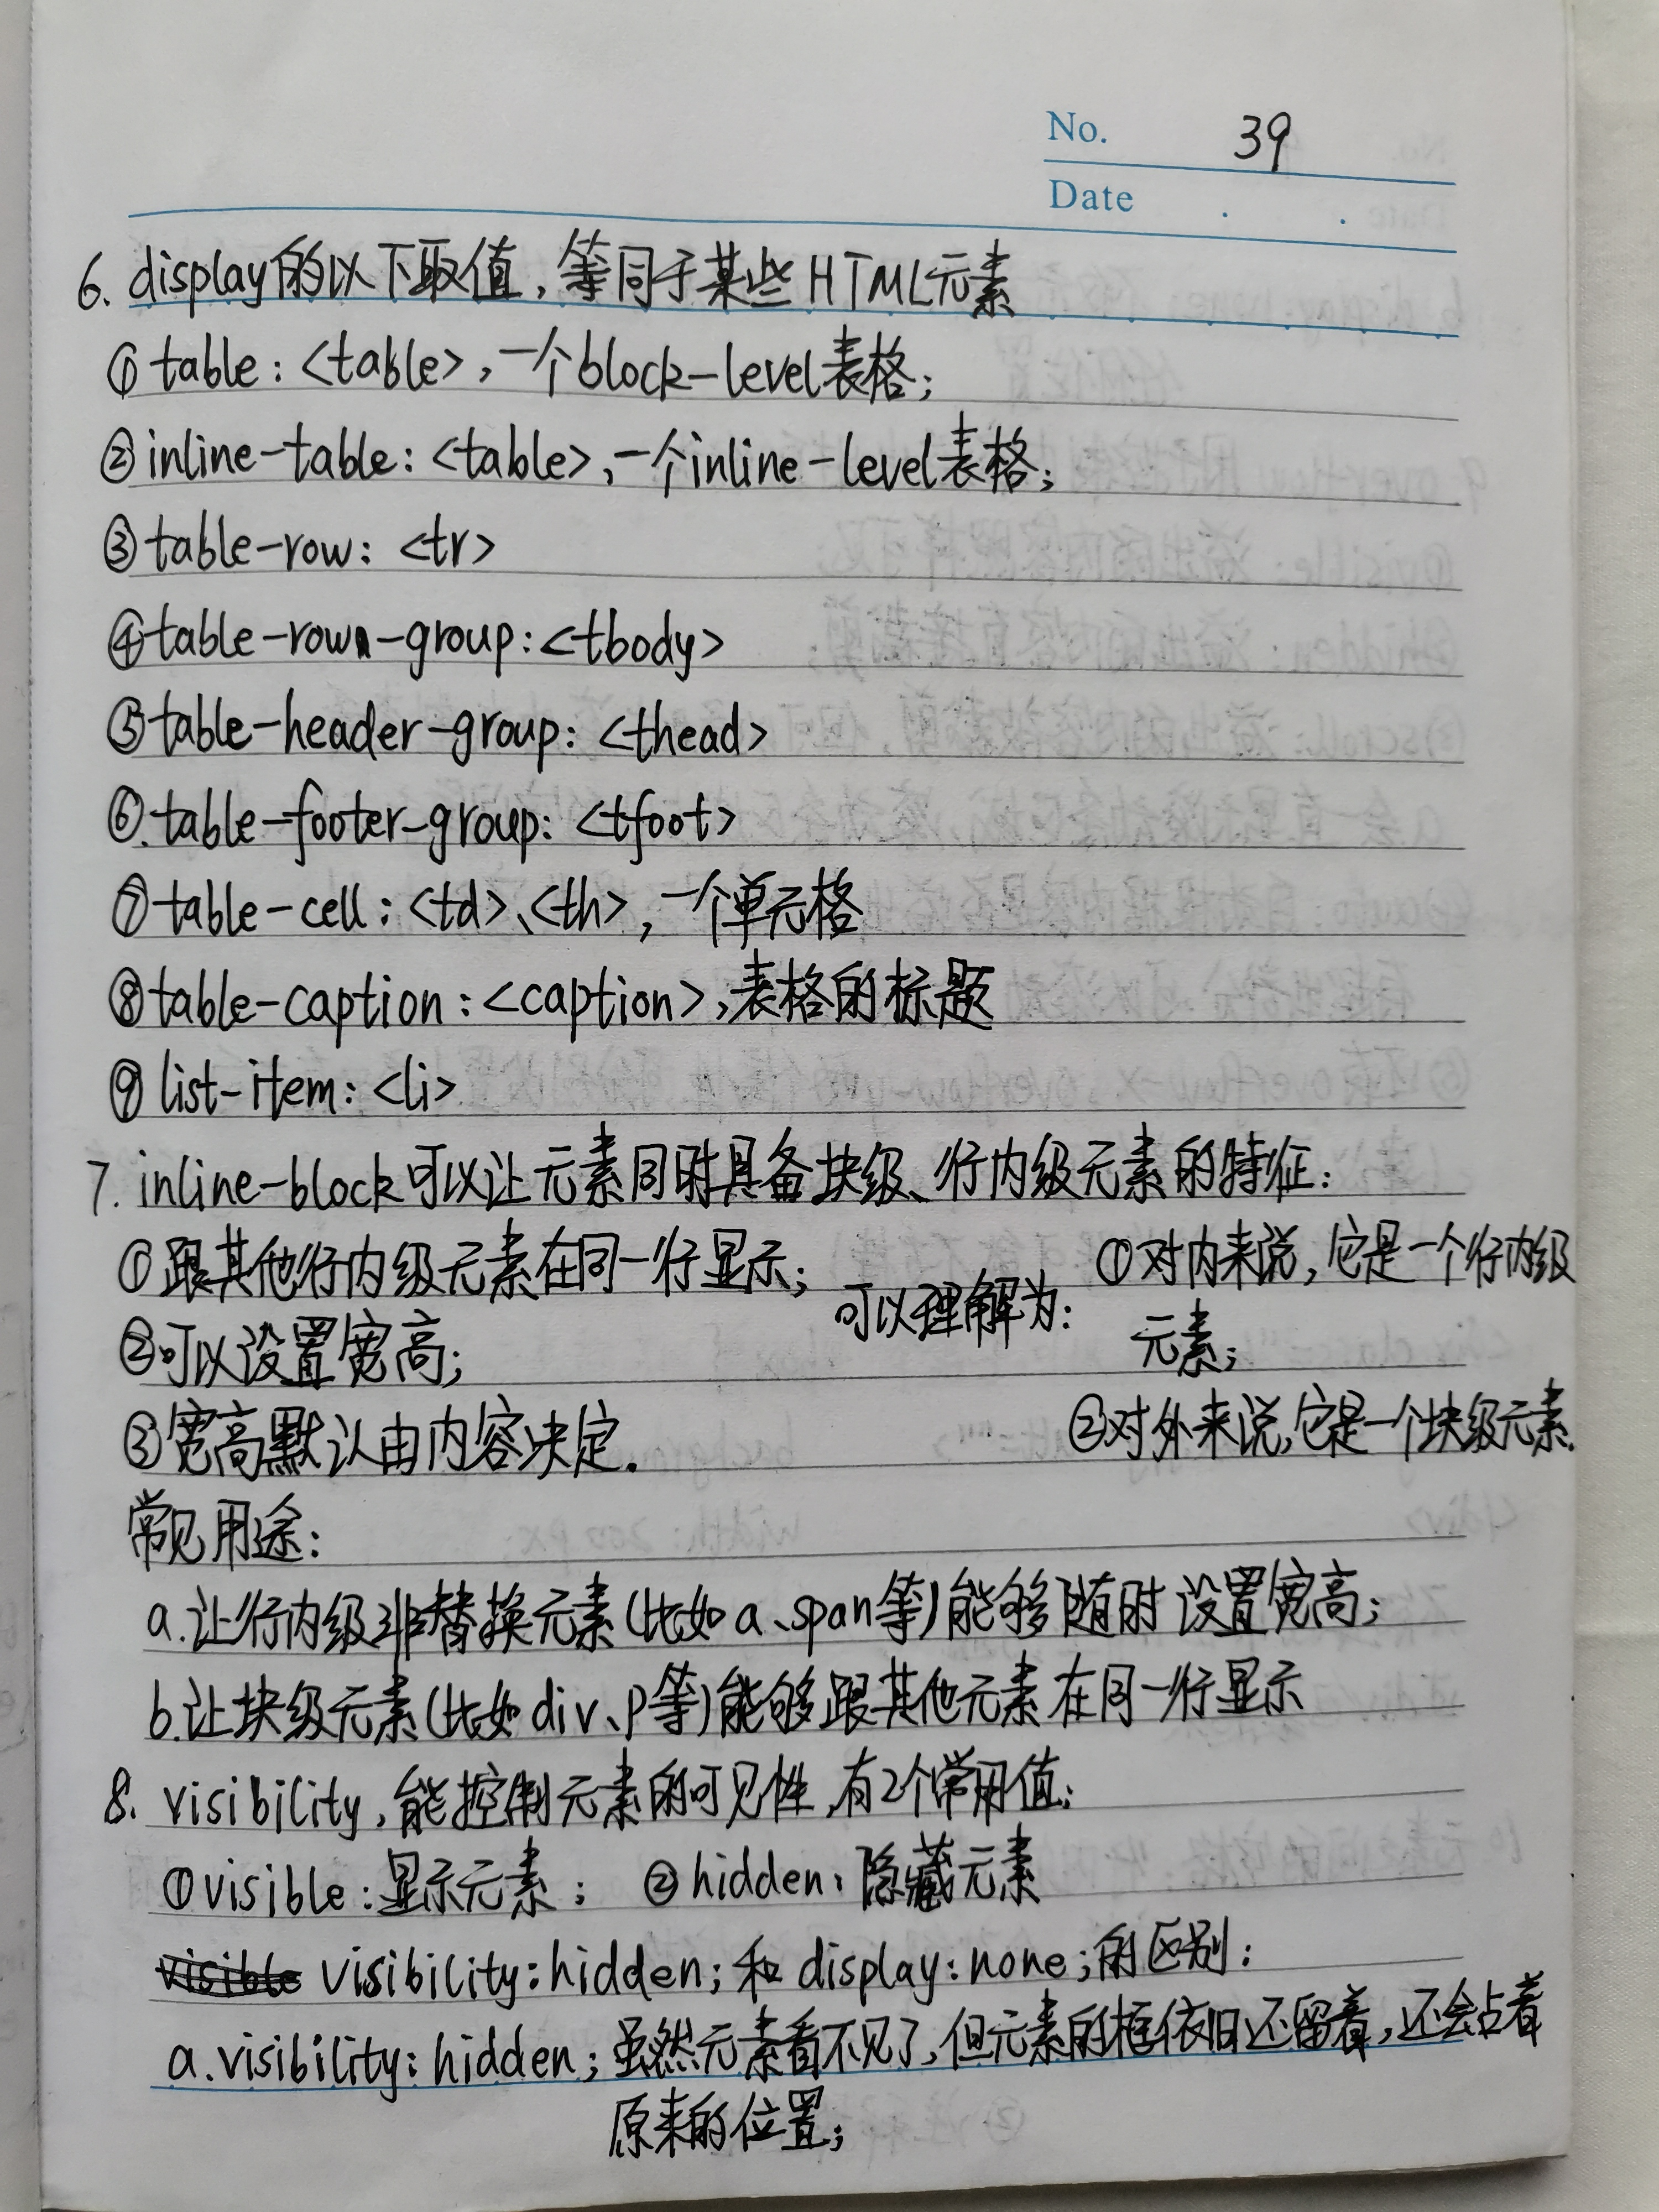 No. 39
Date . .
6. display的以下取值,等同于某些HTML元素
①table:<table>,一个block-level表格;
②inline-table:<table>,一个inline-level表格;
③table-row:<tr>
④table-row-group:<tbody>
⑤table-header-group:<thead>
⑥.table-footer-group:<tfoot>
⑦table-cell:<td>、<th>,一个单元格
⑧table-caption:<caption>,表格的标题
⑨list-item:<li>
7. inline-block可以让元素同时具备块级、行内级元素的特征:
①跟其他行内级元素在同一行显示; 可以理解为: ①对内来说,它是一个行内级
②可以设置宽高; 元素;
③宽高默认由内容决定. ②对外来说,它是一个块级元素.
常见用途:
a.让行内级非替换元素(比如a、span等)能够随时设置宽高;
b.让块级元素(比如div、p等)能够跟其他元素在同一行显示
8. visibility,能控制元素的可见性,有2个常用值;
①visible:显示元素; ②hidden:隐藏元素
visible visibility:hidden;和display:none;的区别:
a.visibility:hidden;虽然元素看不见了,但元素的框依旧还留着,还会占着
原来的位置;